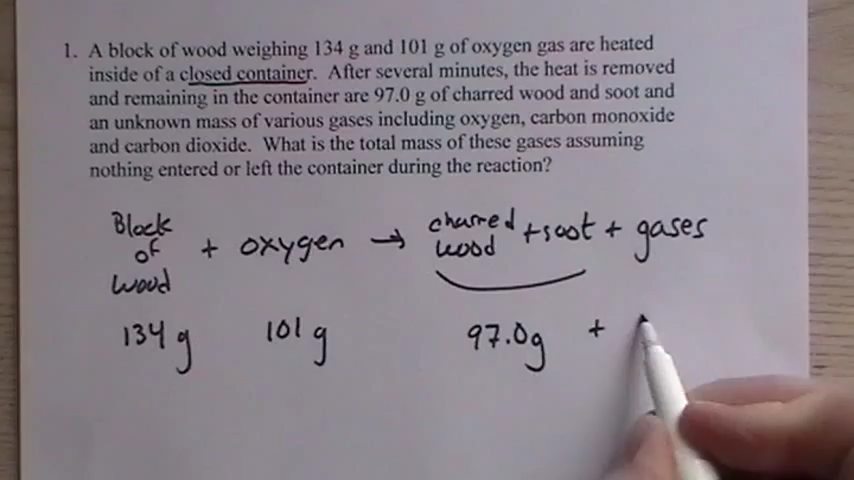 1. A block of wood weighing 134 g and 101 g of oxygen gas are heated
inside of a closed container. After several minutes, the heat is removed
and remaining in the container are 97.0 g of charred wood and soot and
an unknown mass of various gases including oxygen, carbon monoxide
and carbon dioxide. What is the total mass of these gases assuming
nothing entered or left the container during the reaction?
Block of wood + oxygen → charred wood + soot + gases
134 g 101 g 97.0g +